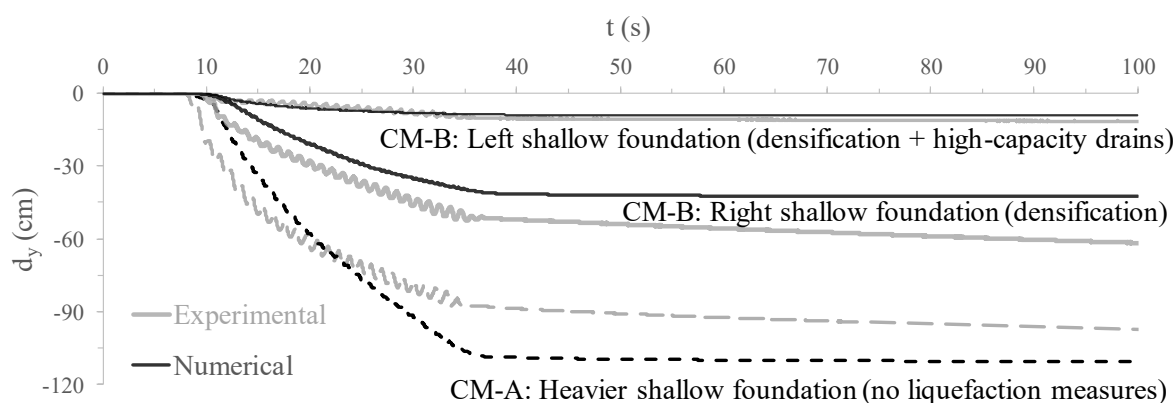 t (s)
0 10 20 30 40 50 60 70 80 90 100
0
-30
-60
-90
-120
d_y (cm)
CM-B: Left shallow foundation (densification + high-capacity drains)
CM-B: Right shallow foundation (densification)
Experimental
Numerical
CM-A: Heavier shallow foundation (no liquefaction measures)